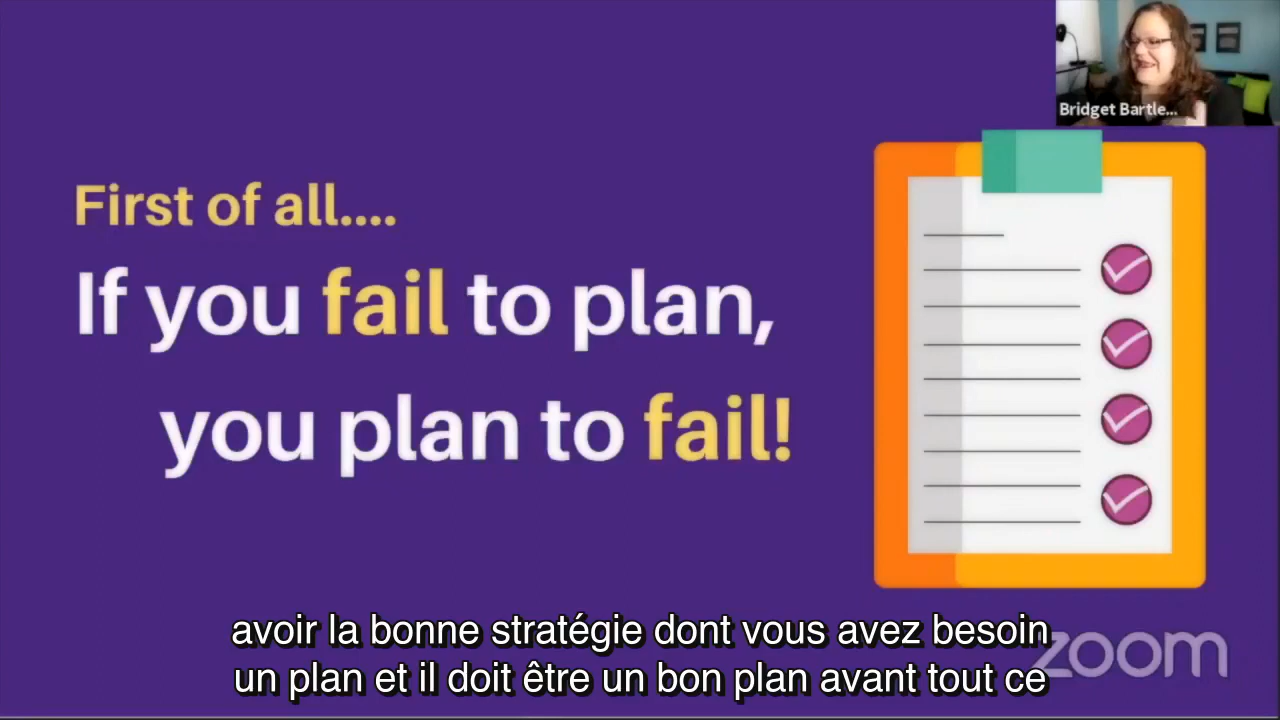 Bridget Bartle...
First of all....
If you fail to plan,
you plan to fail!
avoir la bonne stratégie dont vous avez besoin
un plan et il doit être un bon plan avant tout ce
zoom